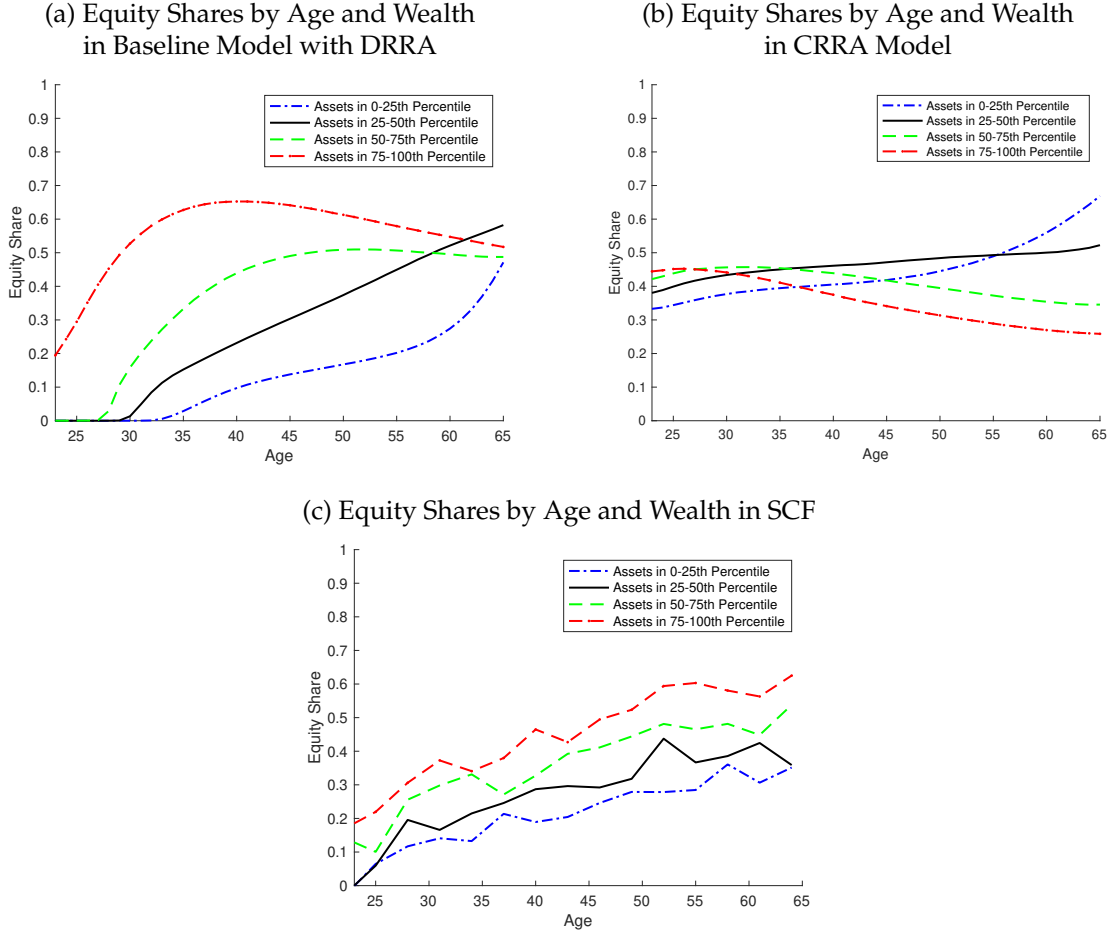 (a) Equity Shares by Age and Wealth
in Baseline Model with DRRA
1
0.9
0.8
0.7
0.6
0.5
0.4
0.3
0.2
0.1
0
Equity Share
25
30
35
40
45
50
55
60
65
Age
Assets in 0-25th Percentile
Assets in 25-50th Percentile
Assets in 50-75th Percentile
Assets in 75-100th Percentile
(b) Equity Shares by Age and Wealth
in CRRA Model
1
0.9
0.8
0.7
0.6
0.5
0.4
0.3
0.2
0.1
0
Equity Share
25
30
35
40
45
50
55
60
65
Age
Assets in 0-25th Percentile
Assets in 25-50th Percentile
Assets in 50-75th Percentile
Assets in 75-100th Percentile
(c) Equity Shares by Age and Wealth in SCF
1
0.9
0.8
0.7
0.6
0.5
0.4
0.3
0.2
0.1
0
Equity Share
25
30
35
40
45
50
55
60
65
Age
Assets in 0-25th Percentile
Assets in 25-50th Percentile
Assets in 50-75th Percentile
Assets in 75-100th Percentile